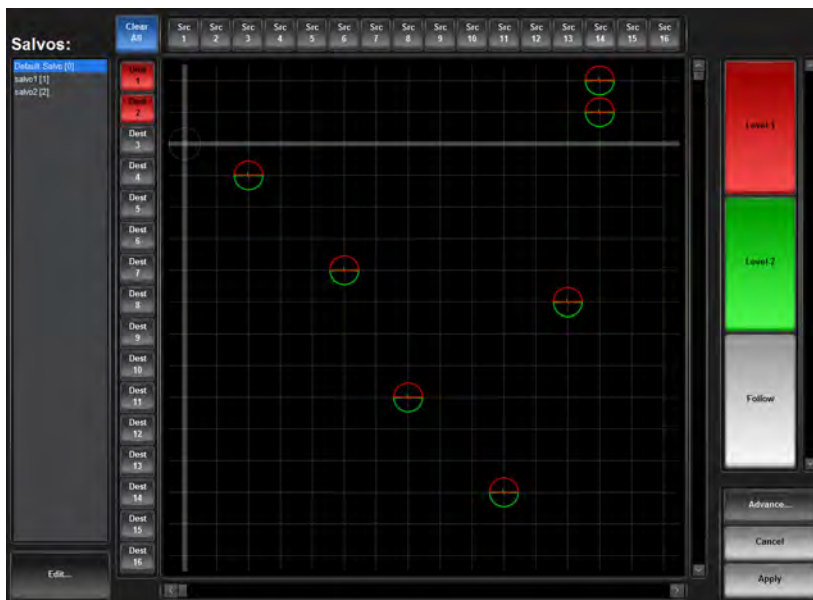 Salvos:
Default Salvo [0]
salvo1 [1]
salvo2 [2]
Edit...
Clear
All
Src
1
Src
2
Src
3
Src
4
Src
5
Src
6
Src
7
Src
8
Src
9
Src
10
Src
11
Src
12
Src
13
Src
14
Src
15
Src
16
Dest
1
Dest
2
Dest
3
Dest
4
Dest
5
Dest
6
Dest
7
Dest
8
Dest
9
Dest
10
Dest
11
Dest
12
Dest
13
Dest
14
Dest
15
Dest
16
Level 1
Level 2
Follow
Advance...
Cancel
Apply